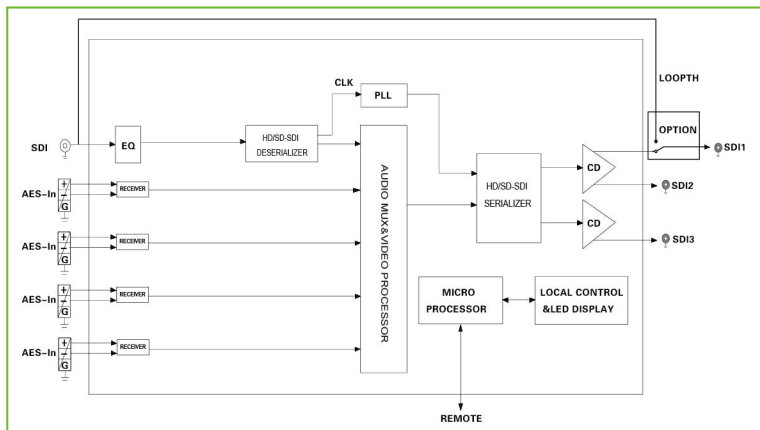 LOOPTH
CLK
PLL
OPTION
SDI
EQ
HD/SD-SDI
DESERIALIZER
SDI1
CD
HD/SD-SDI
SERIALIZER
SDI2
AES-In
+
-
G
RECEIVER
AUDIO MUX&VIDEO PROCESSOR
CD
SDI3
AES-In
+
-
G
RECEIVER
AES-In
+
-
G
RECEIVER
MICRO
PROCESSOR
LOCAL CONTROL
&LED DISPLAY
AES-In
+
-
G
RECEIVER
REMOTE